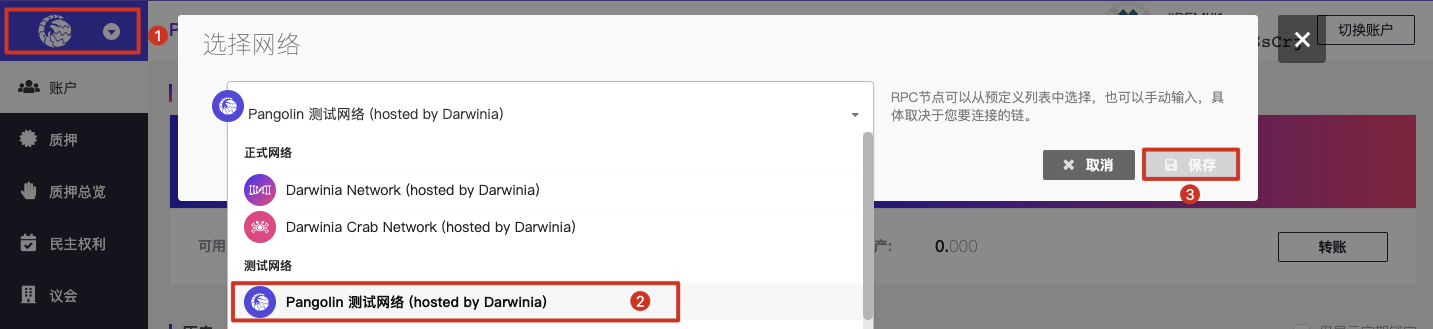 1
选择网络
切换账户
Pangolin 测试网络 (hosted by Darwinia)
RPC节点可以从预定义列表中选择，也可以手动输入，具
体取决于您要连接的链。
正式网络
取消
保存
3
Darwinia Network (hosted by Darwinia)
Darwinia Crab Network (hosted by Darwinia)
测试网络
Pangolin 测试网络 (hosted by Darwinia)
2
账户
质押
质押总览
民主权利
议会
可用
产:
0.000
转账